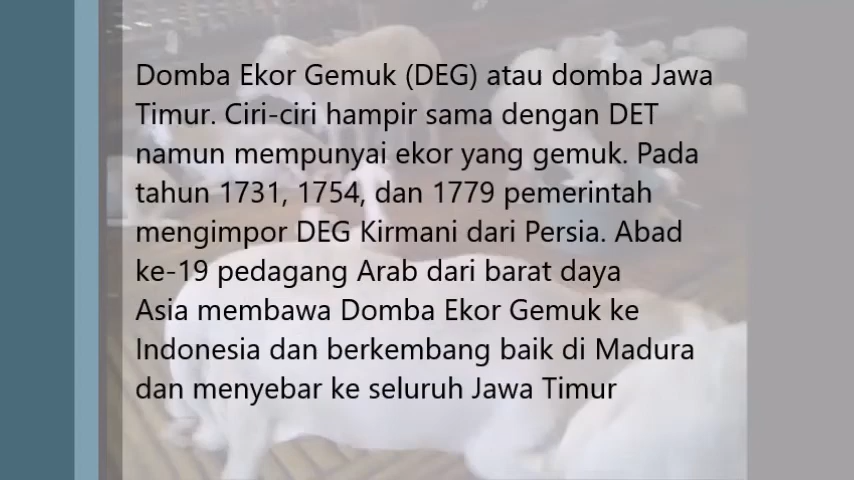 Domba Ekor Gemuk (DEG) atau domba Jawa
Timur. Ciri-ciri hampir sama dengan DET
namun mempunyai ekor yang gemuk. Pada
tahun 1731, 1754, dan 1779 pemerintah
mengimpor DEG Kirmani dari Persia. Abad
ke-19 pedagang Arab dari barat daya
Asia membawa Domba Ekor Gemuk ke
Indonesia dan berkembang baik di Madura
dan menyebar ke seluruh Jawa Timur